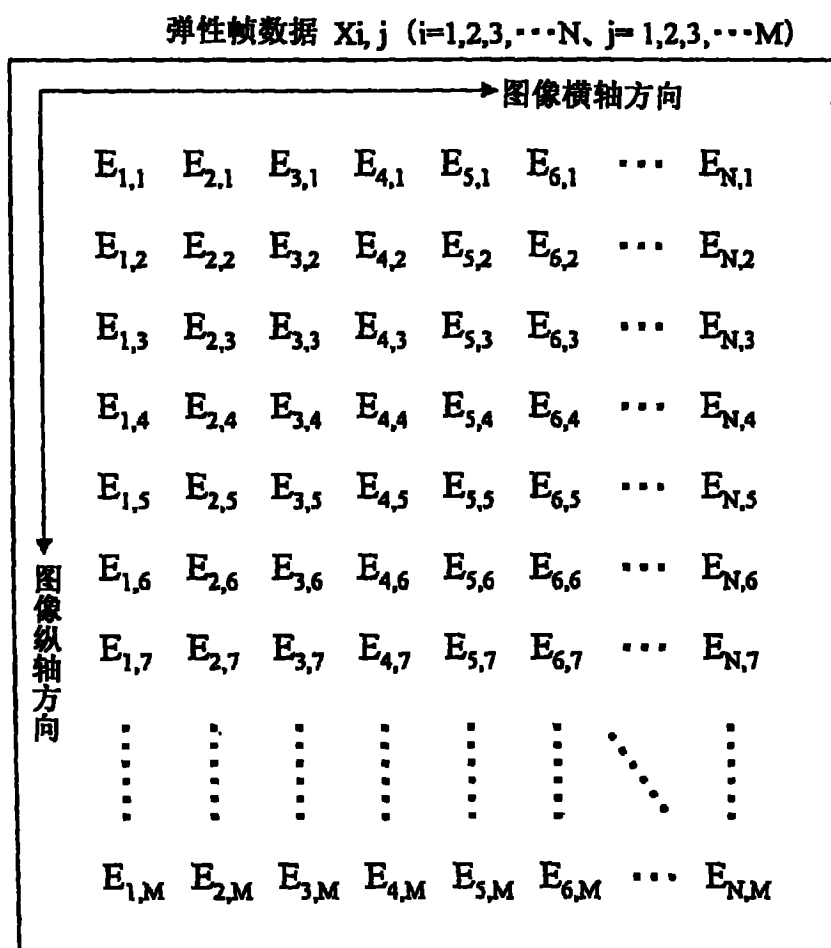 弹性帧数据 Xi, j (i=1,2,3,···N、j= 1,2,3,···M)
图像横轴方向
E1,1 E2,1 E3,1 E4,1 E5,1 E6,1 ··· EN,1
E1,2 E2,2 E3,2 E4,2 E5,2 E6,2 ··· EN,2
E1,3 E2,3 E3,3 E4,3 E5,3 E6,3 ··· EN,3
E1,4 E2,4 E3,4 E4,4 E5,4 E6,4 ··· EN,4
E1,5 E2,5 E3,5 E4,5 E5,5 E6,5 ··· EN,5
E1,6 E2,6 E3,6 E4,6 E5,6 E6,6 ··· EN,6
E1,7 E2,7 E3,7 E4,7 E5,7 E6,7 ··· EN,7
E1,M E2,M E3,M E4,M E5,M E6,M ··· EN,M
图像纵轴方向